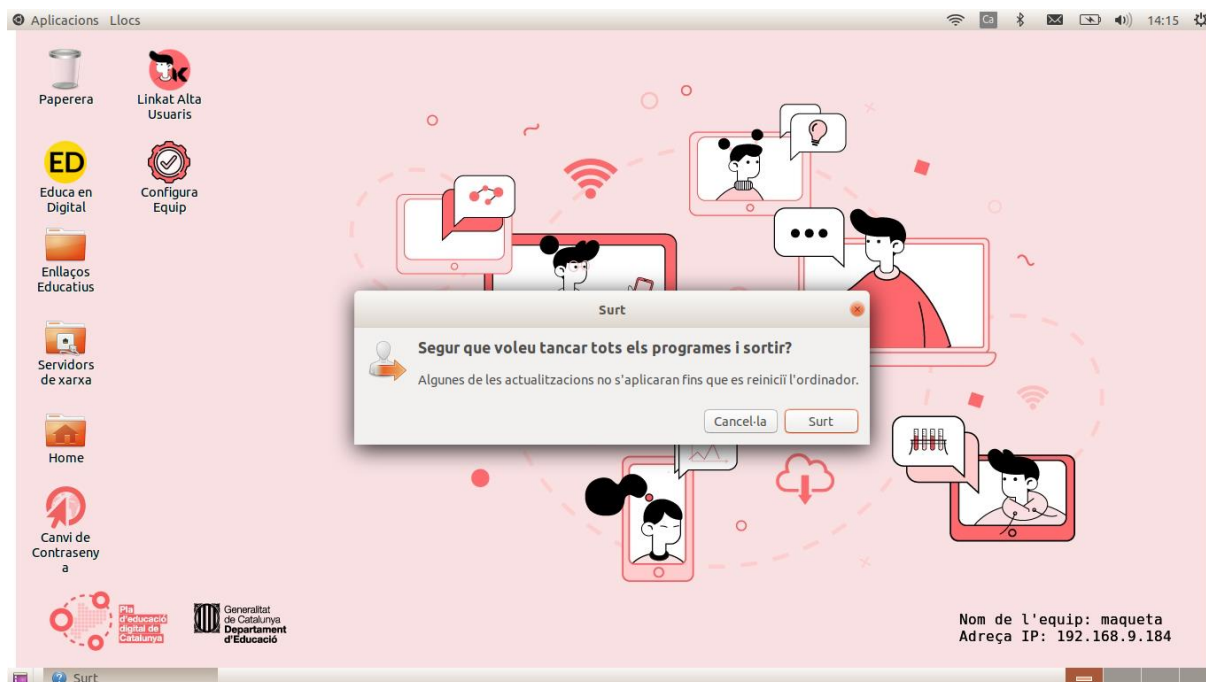 Aplicacions Llocs
Ca
14:15
Paperera
Linkat Alta
Usuaris
ED
Educa en
Digital
Configura
Equip
Enllaços
Educatius
Servidors
de xarxa
Home
Canvi de
Contraseny
a
Surt
Segur que voleu tancar tots els programes i sortir?
Algunes de les actualitzacions no s'aplicaran fins que es reiniciï l'ordinador.
Cancel·la
Surt
Pla
d'educació
digital de
Catalunya
Generalitat
de Catalunya
Departament
d'Educació
Nom de l'equip: maqueta
Adreça IP: 192.168.9.184
Surt